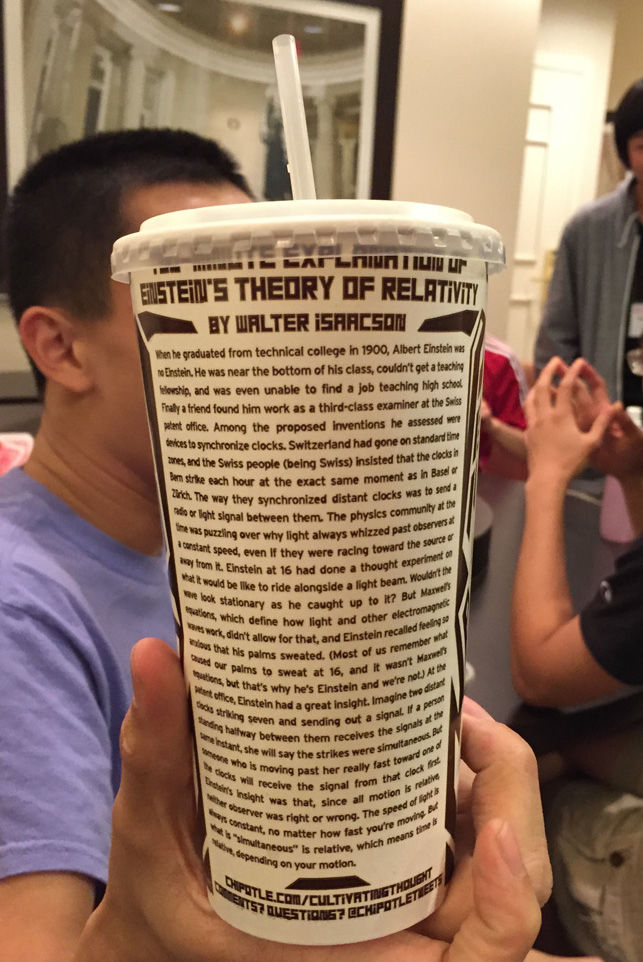 MINUTE EXPLANATION OF
EINSTEIN'S THEORY OF RELATIVITY
BY WALTER ISAACSON
When he graduated from technical college in 1900, Albert Einstein was
no Einstein. He was near the bottom of his class, couldn't get a teaching
fellowship, and was even unable to find a job teaching high school.
Finally a friend found him work as a third-class examiner at the Swiss
patent office. Among the proposed inventions he assessed were
devices to synchronize clocks. Switzerland had gone on standard time
zones, and the Swiss people (being Swiss) insisted that the clocks in
Bern strike each hour at the exact same moment as in Basel or
Zürich. The way they synchronized distant clocks was to send a
radio or light signal between them. The physics community at the
time was puzzling over why light always whizzed past observers at
a constant speed, even if they were racing toward the source or
away from it. Einstein at 16 had done a thought experiment on
what it would be like to ride alongside a light beam. Wouldn't the
wave look stationary as he caught up to it? But Maxwell's
equations, which define how light and other electromagnetic
waves work, didn't allow for that, and Einstein recalled feeling so
anxious that his palms sweated. (Most of us remember what
caused our palms to sweat at 16, and it wasn't Maxwell's
equations, but that's why he's Einstein and we're not.) At the
patent office, Einstein had a great insight. Imagine two distant
clocks striking seven and sending out a signal. If a person
standing halfway between them receives the signals at the
same instant, she will say the strikes were simultaneous. But
someone who is moving past her really fast toward one of
the clocks will receive the signal from that clock first.
Einstein's insight was that, since all motion is relative,
neither observer was right or wrong. The speed of light is
always constant, no matter how fast you're moving. But
what is "simultaneous" is relative, which means time is
relative, depending on your motion.
CHIPOTLE.COM/CULTIVATINGTHOUGHT
COMMENTS? QUESTIONS? @CHIPOTLETWEETS